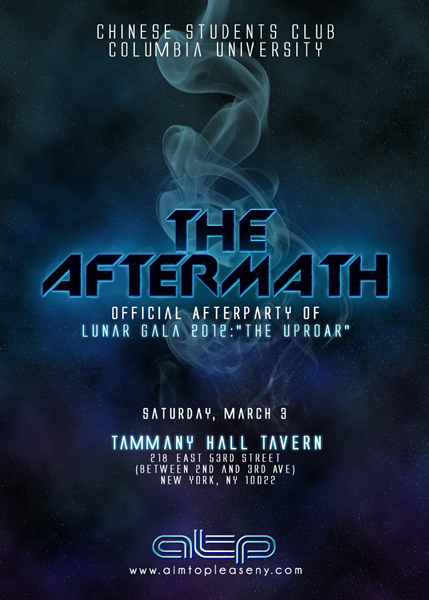 CHINESE STUDENTS CLUB
COLUMBIA UNIVERSITY
THE
AFTERMATH
OFFICIAL AFTERPARTY OF
LUNAR GALA 2012:"THE UPROAR"
SATURDAY, MARCH 3
TAMMANY HALL TAVERN
218 EAST 53RD STREET
(BETWEEN 2ND AND 3RD AVE)
NEW YORK, NY 10022
atp
www.aimtopleaseny.com